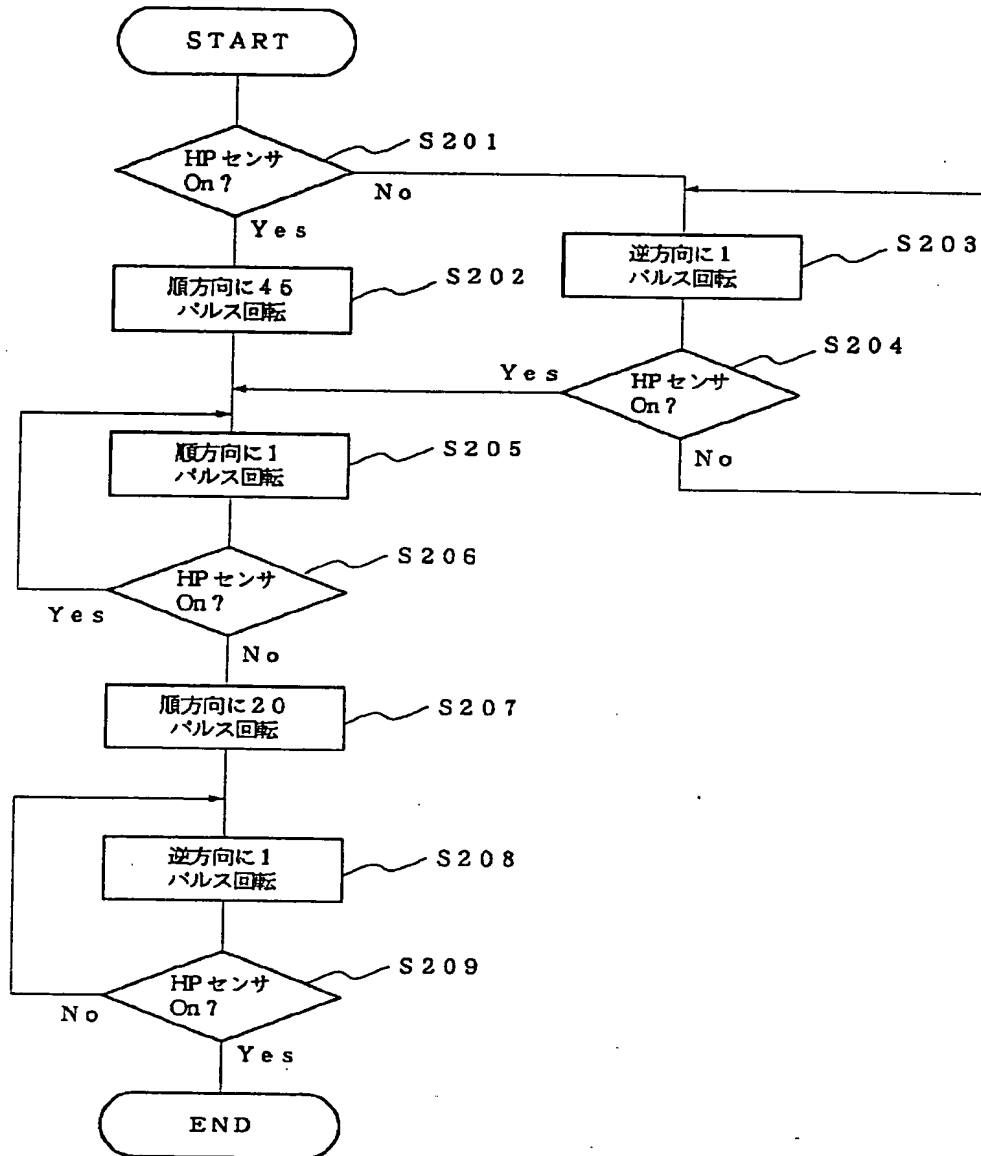 START
HPセンサ
On?
S201
No
Yes
順方向に45
パルス回転
S202
逆方向に1
パルス回転
S203
HPセンサ
On?
S204
Yes
No
順方向に1
パルス回転
S205
HPセンサ
On?
S206
Yes
No
順方向に20
パルス回転
S207
逆方向に1
パルス回転
S208
HPセンサ
On?
S209
No
Yes
END